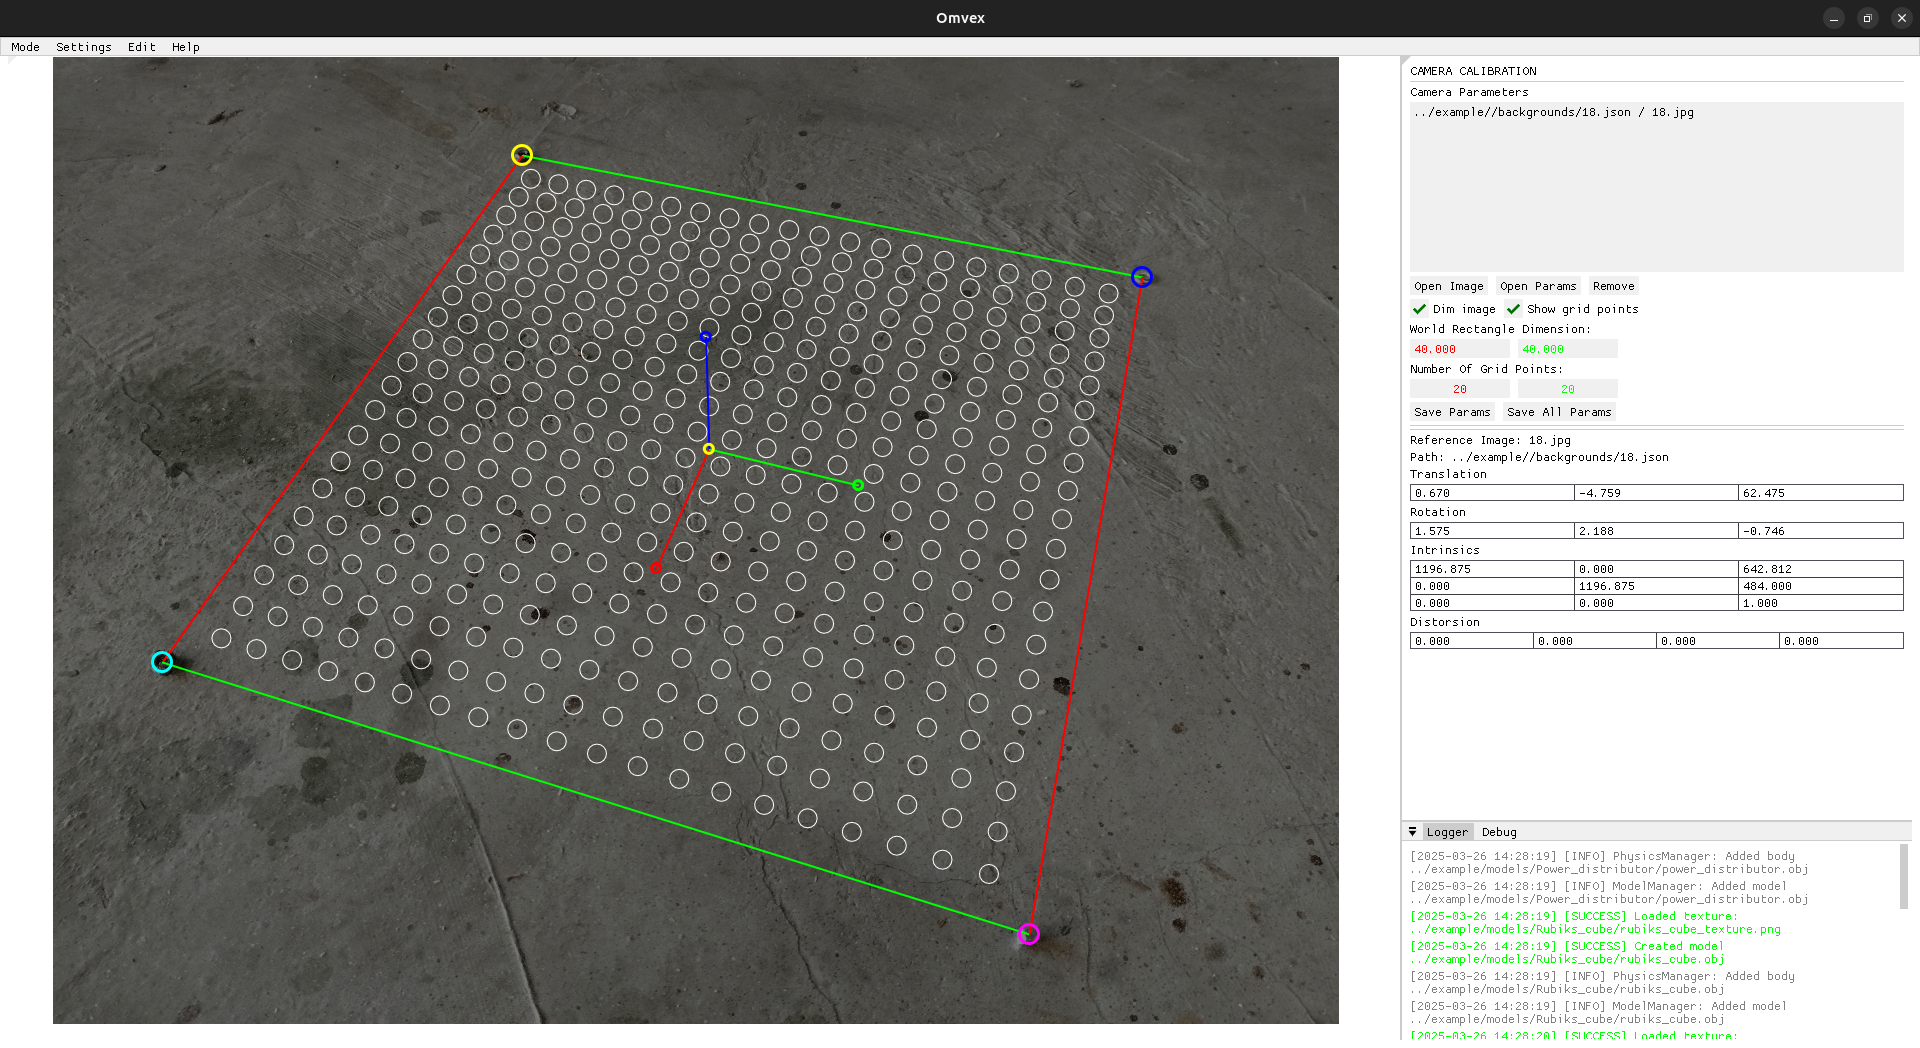 Omvex
Mode Settings Edit Help
CAMERA CALIBRATION
Camera Parameters
../example//backgrounds/18.json / 18.jpg
Open Image Open Params Remove
Dim image Show grid points
World Rectangle Dimension:
40.000 40.000
Number Of Grid Points:
20 20
Save Params Save All Params
Reference Image: 18.jpg
Path: ../example//backgrounds/18.json
Translation
0.670 -4.759 62.475
Rotation
1.575 2.188 -0.746
Intrinsics
1196.875 0.000 642.812
0.000 1196.875 484.000
0.000 0.000 1.000
Distorsion
0.000 0.000 0.000 0.000
Logger Debug
[2025-03-26 14:28:19] [INFO] PhysicsManager: Added body
../example/models/Power_distributor/power_distributor.obj
[2025-03-26 14:28:19] [INFO] ModelManager: Added model
../example/models/Power_distributor/power_distributor.obj
[2025-03-26 14:28:19] [SUCCESS] Loaded texture:
../example/models/Rubiks_cube/rubiks_cube_texture.png
[2025-03-26 14:28:19] [SUCCESS] Created model
../example/models/Rubiks_cube/rubiks_cube.obj
[2025-03-26 14:28:19] [INFO] PhysicsManager: Added body
../example/models/Rubiks_cube/rubiks_cube.obj
[2025-03-26 14:28:19] [INFO] ModelManager: Added model
../example/models/Rubiks_cube/rubiks_cube.obj
[2025-03-26 14:28:20] [SUCCESS] Loaded texture: